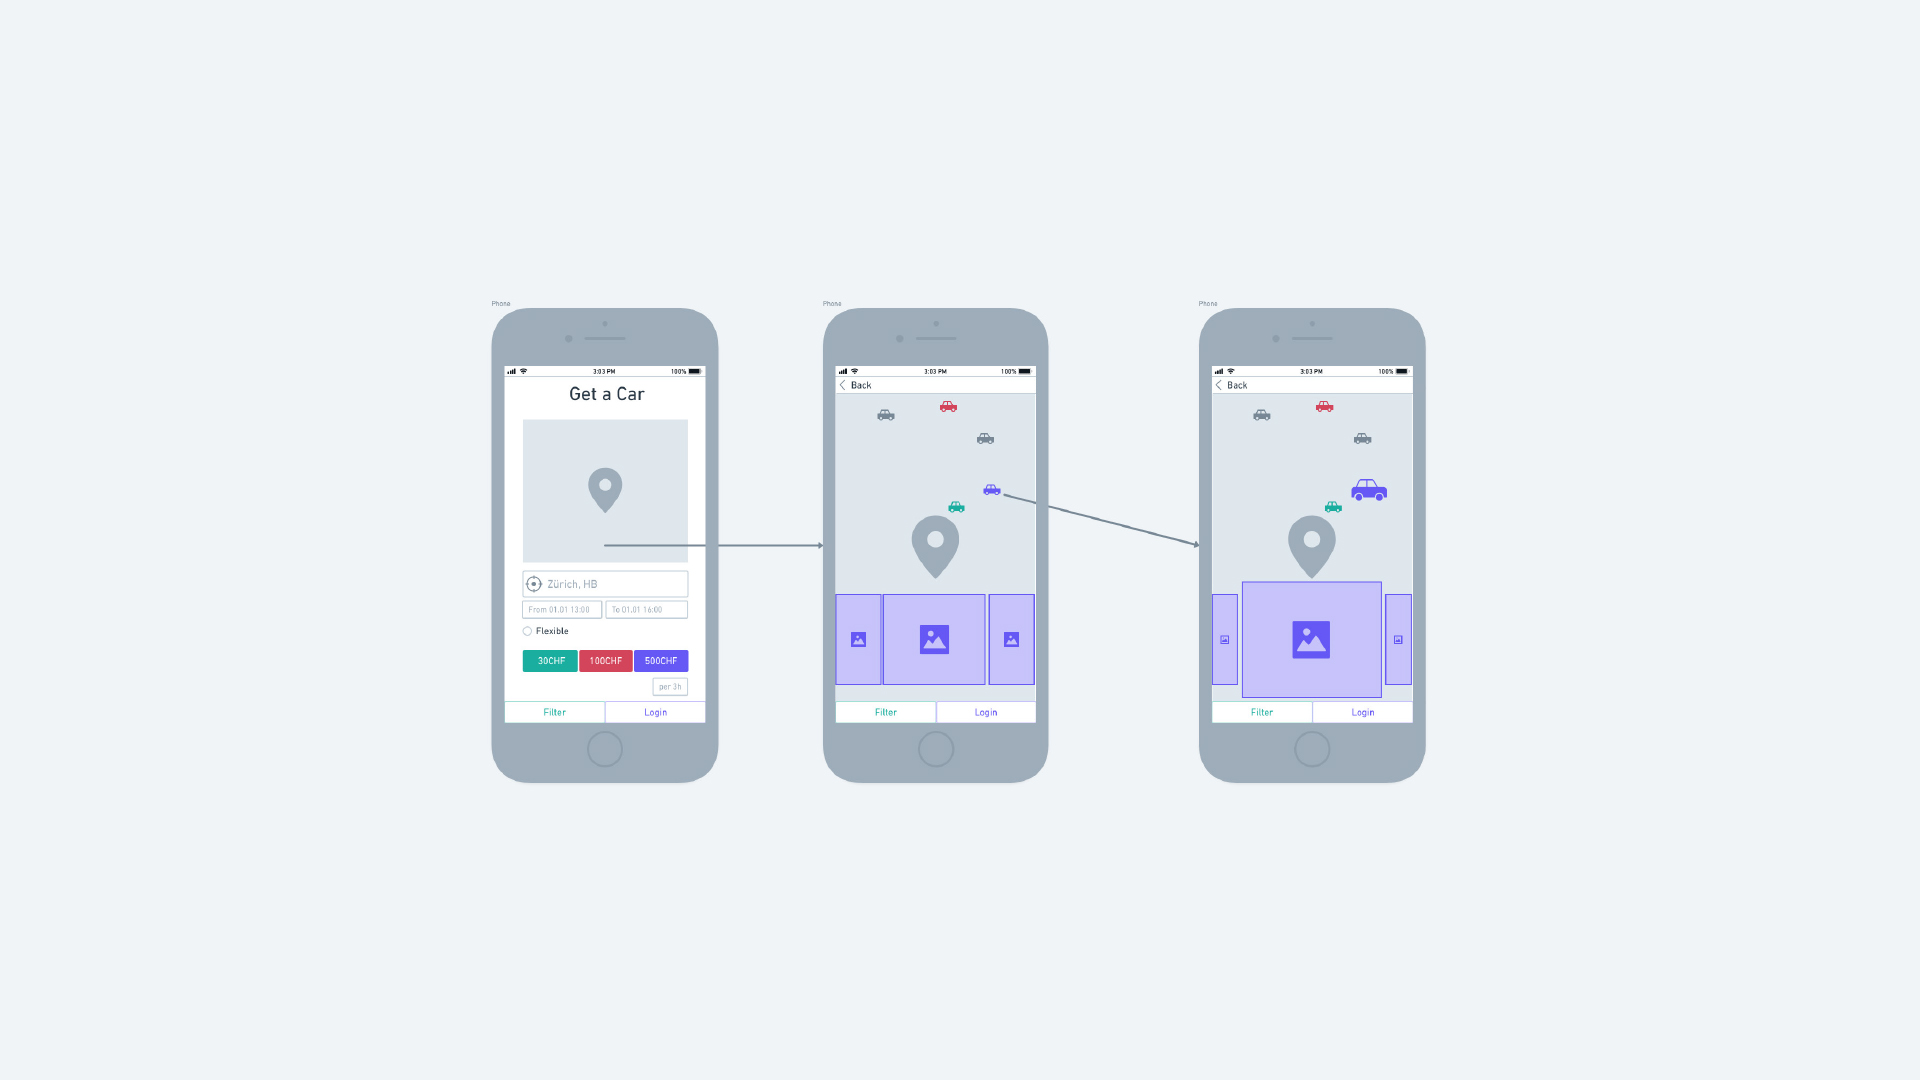 Phone
3:03 PM
100%
Get a Car
Zürich, HB
From 01.01 13:00
To 01.01 16:00
Flexible
30CHF
100CHF
500CHF
per 3h
Filter
Login
Phone
3:03 PM
100%
Back
Filter
Login
Phone
3:03 PM
100%
Back
Filter
Login